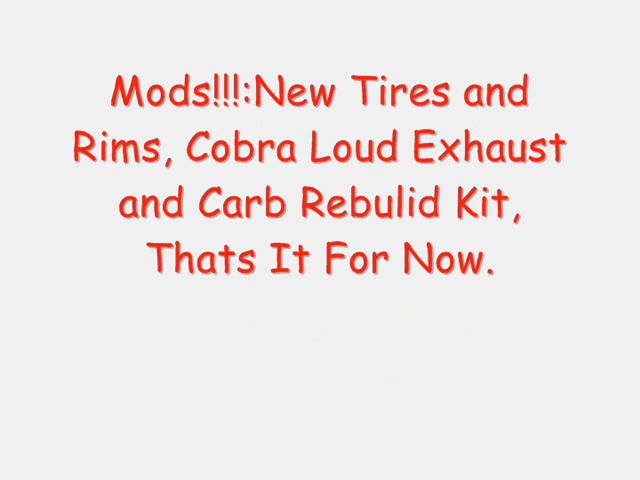 Mods!!!:New Tires and
Rims, Cobra Loud Exhaust
and Carb Rebulid Kit,
Thats It For Now.